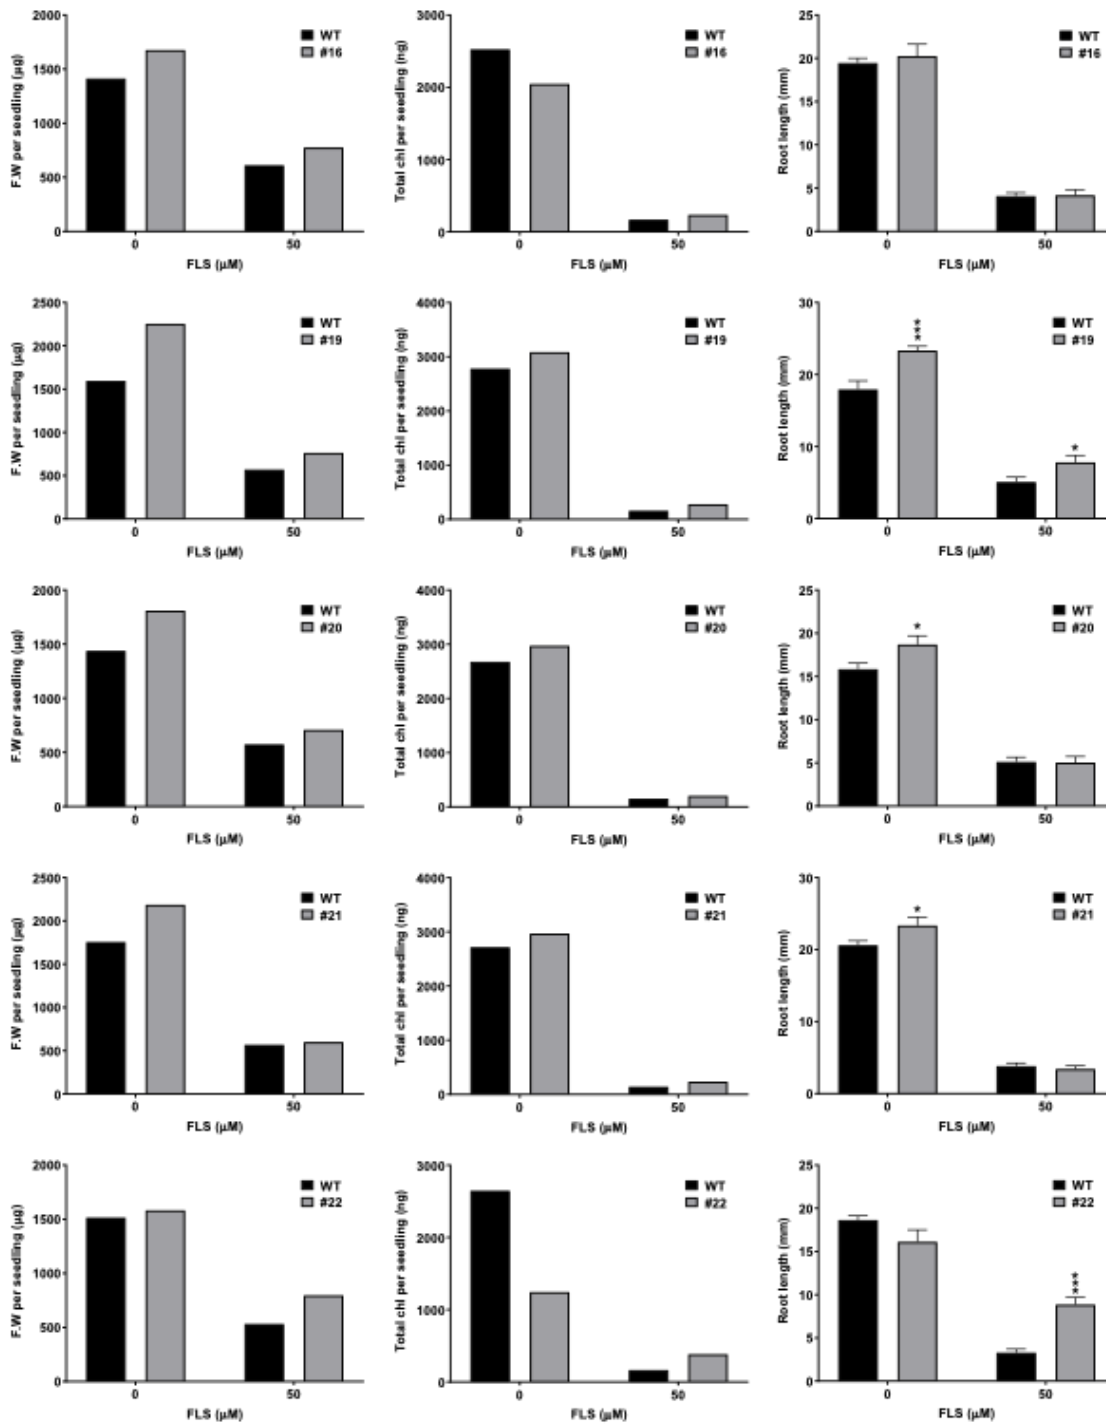 2000
1500
1000
500
0
F.W per seedling (µg)
WT
#16
0
50
FLS (µM)
3000
2000
1000
0
Total chl per seedling (ng)
WT
#16
0
50
FLS (µM)
25
20
15
10
5
0
Root length (mm)
WT
#16
0
50
FLS (µM)
2500
2000
1500
1000
500
0
F.W per seedling (µg)
WT
#19
0
50
FLS (µM)
4000
3000
2000
1000
0
Total chl per seedling (ng)
WT
#19
0
50
FLS (µM)
30
20
10
0
Root length (mm)
***
*
WT
#19
0
50
FLS (µM)
2000
1500
1000
500
0
F.W per seedling (µg)
WT
#20
0
50
FLS (µM)
4000
3000
2000
1000
0
Total chl per seedling (ng)
WT
#20
0
50
FLS (µM)
25
20
15
10
5
0
Root length (mm)
*
WT
#20
0
50
FLS (µM)
2500
2000
1500
1000
500
0
F.W per seedling (µg)
WT
#21
0
50
FLS (µM)
4000
3000
2000
1000
0
Total chl per seedling (ng)
WT
#21
0
50
FLS (µM)
30
20
10
0
Root length (mm)
*
WT
#21
0
50
FLS (µM)
2000
1500
1000
500
0
F.W per seedling (µg)
WT
#22
0
50
FLS (µM)
3000
2000
1000
0
Total chl per seedling (ng)
WT
#22
0
50
FLS (µM)
25
20
15
10
5
0
Root length (mm)
***
WT
#22
0
50
FLS (µM)